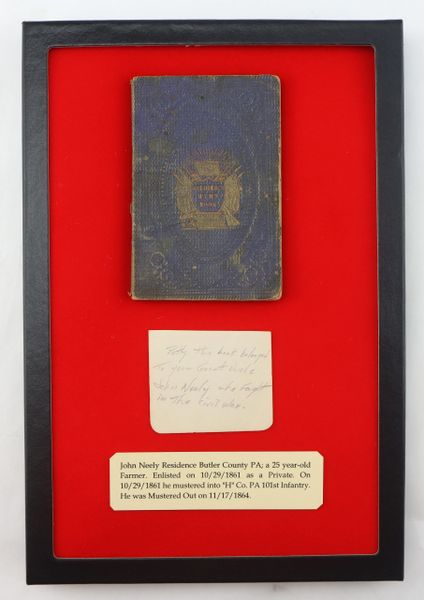 SOLDIER'S
This book belonged
To your Great Uncle
John Neely who Fought
in The Civil War.
John Neely Residence Butler County PA; a 25 year-old
Farmer. Enlisted on 10/29/1861 as a Private. On
10/29/1861 he mustered into "H" Co. PA 101st Infantry.
He was Mustered Out on 11/17/1864.